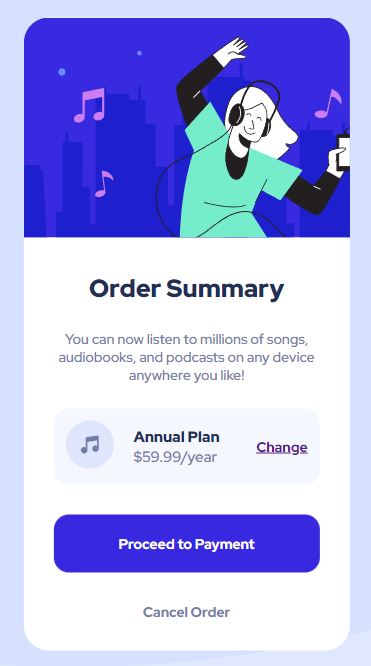 Order Summary
You can now listen to millions of songs,
audiobooks, and podcasts on any device
anywhere you like!
Annual Plan
$59.99/year
Change
Proceed to Payment
Cancel Order